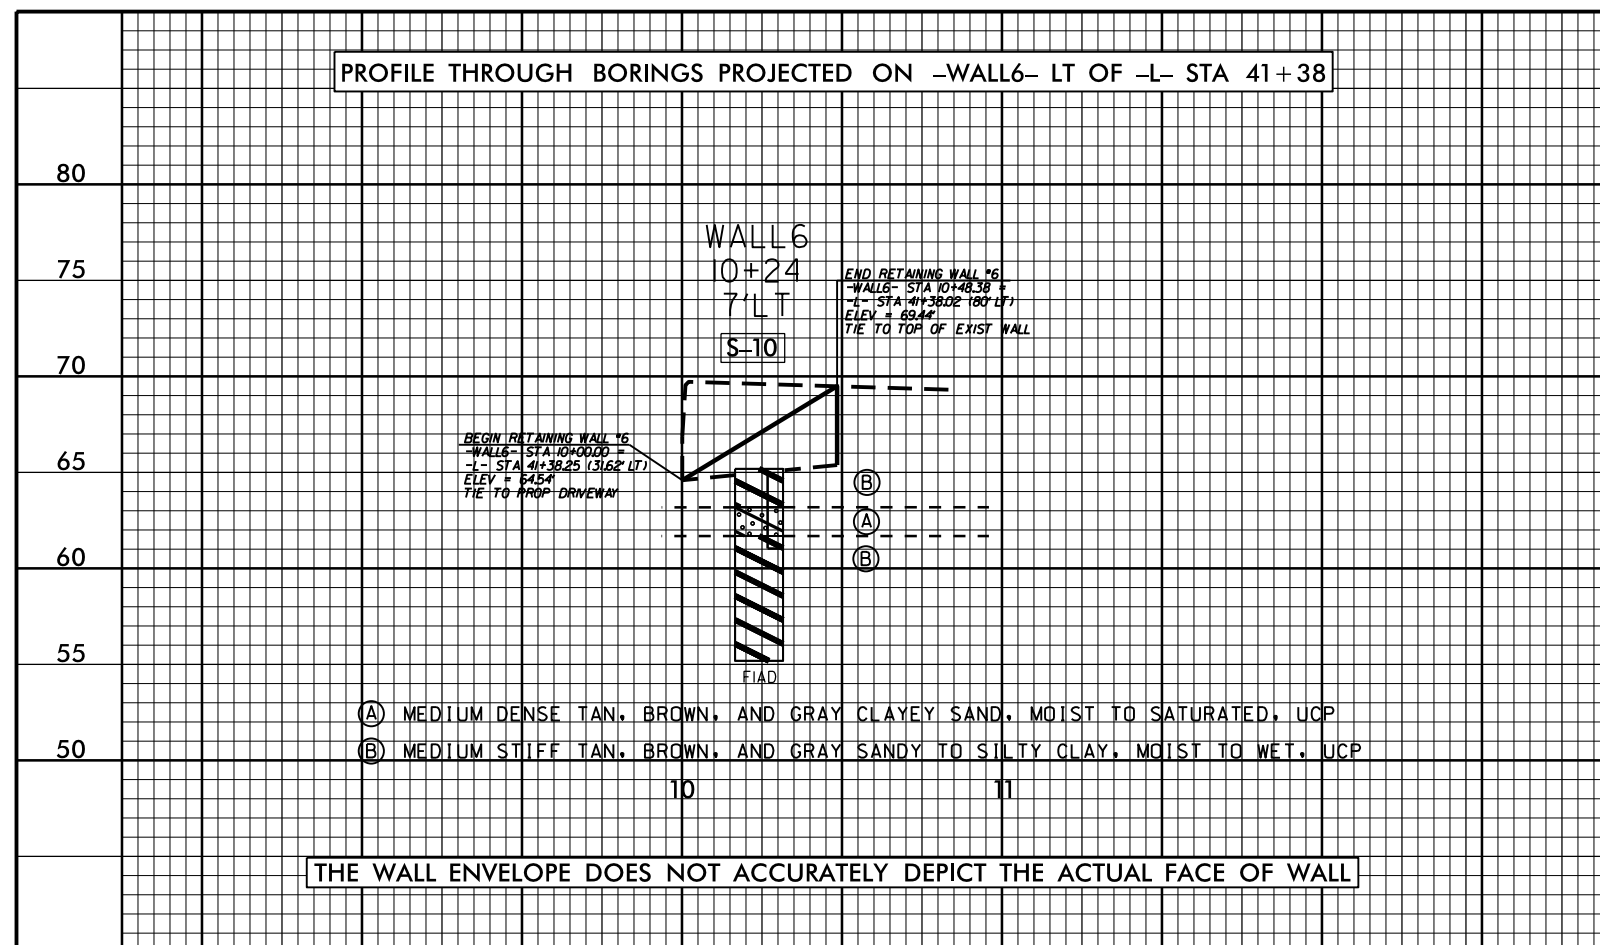 PROFILE THROUGH BORINGS PROJECTED ON –WALL6– LT OF –L– STA 41+38
80
WALL6
10+24
7'LT
S–10
75
END RETAINING WALL #6
-WALL6- STA 10+48.38 =
-L- STA 41+38.02 (80' LT)
ELEV = 69.44'
TIE TO TOP OF EXIST WALL
70
BEGIN RETAINING WALL #6
-WALL6- STA 10+00.00 =
-L- STA 41+38.25 (31.62' LT)
ELEV = 64.54'
TIE TO PROP DRIVEWAY
65
B
A
B
60
55
FIAD
A MEDIUM DENSE TAN, BROWN, AND GRAY CLAYEY SAND, MOIST TO SATURATED, UCP
B MEDIUM STIFF TAN, BROWN, AND GRAY SANDY TO SILTY CLAY, MOIST TO WET, UCP
50
10 11
THE WALL ENVELOPE DOES NOT ACCURATELY DEPICT THE ACTUAL FACE OF WALL